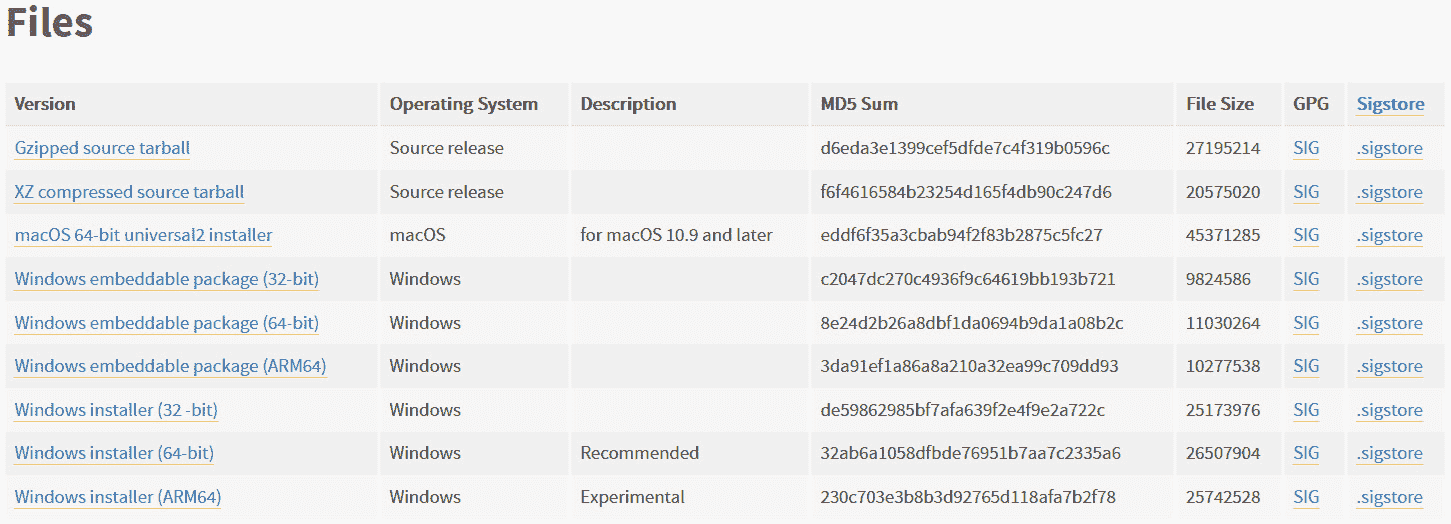 Files
Version Operating System Description MD5 Sum File Size GPG Sigstore
Gzipped source tarball Source release d6eda3e1399cef5dfde7c4f319b0596c 27195214 SIG .sigstore
XZ compressed source tarball Source release f6f4616584b23254d165f4db90c247d6 20575020 SIG .sigstore
macOS 64-bit universal2 installer macOS for macOS 10.9 and later eddf6f35a3cbab94f2f83b2875c5fc27 45371285 SIG .sigstore
Windows embeddable package (32-bit) Windows c2047dc270c4936f9c64619bb193b721 9824586 SIG .sigstore
Windows embeddable package (64-bit) Windows 8e24d2b26a8dbf1da0694b9da1a08b2c 11030264 SIG .sigstore
Windows embeddable package (ARM64) Windows 3da91ef1a86a8a210a32ea99c709dd93 10277538 SIG .sigstore
Windows installer (32 -bit) Windows de59862985bf7afa639f2e4f9e2a722c 25173976 SIG .sigstore
Windows installer (64-bit) Windows Recommended 32ab6a1058dfbde76951b7aa7c2335a6 26507904 SIG .sigstore
Windows installer (ARM64) Windows Experimental 230c703e3b8b3d92765d118afa7b2f78 25742528 SIG .sigstore